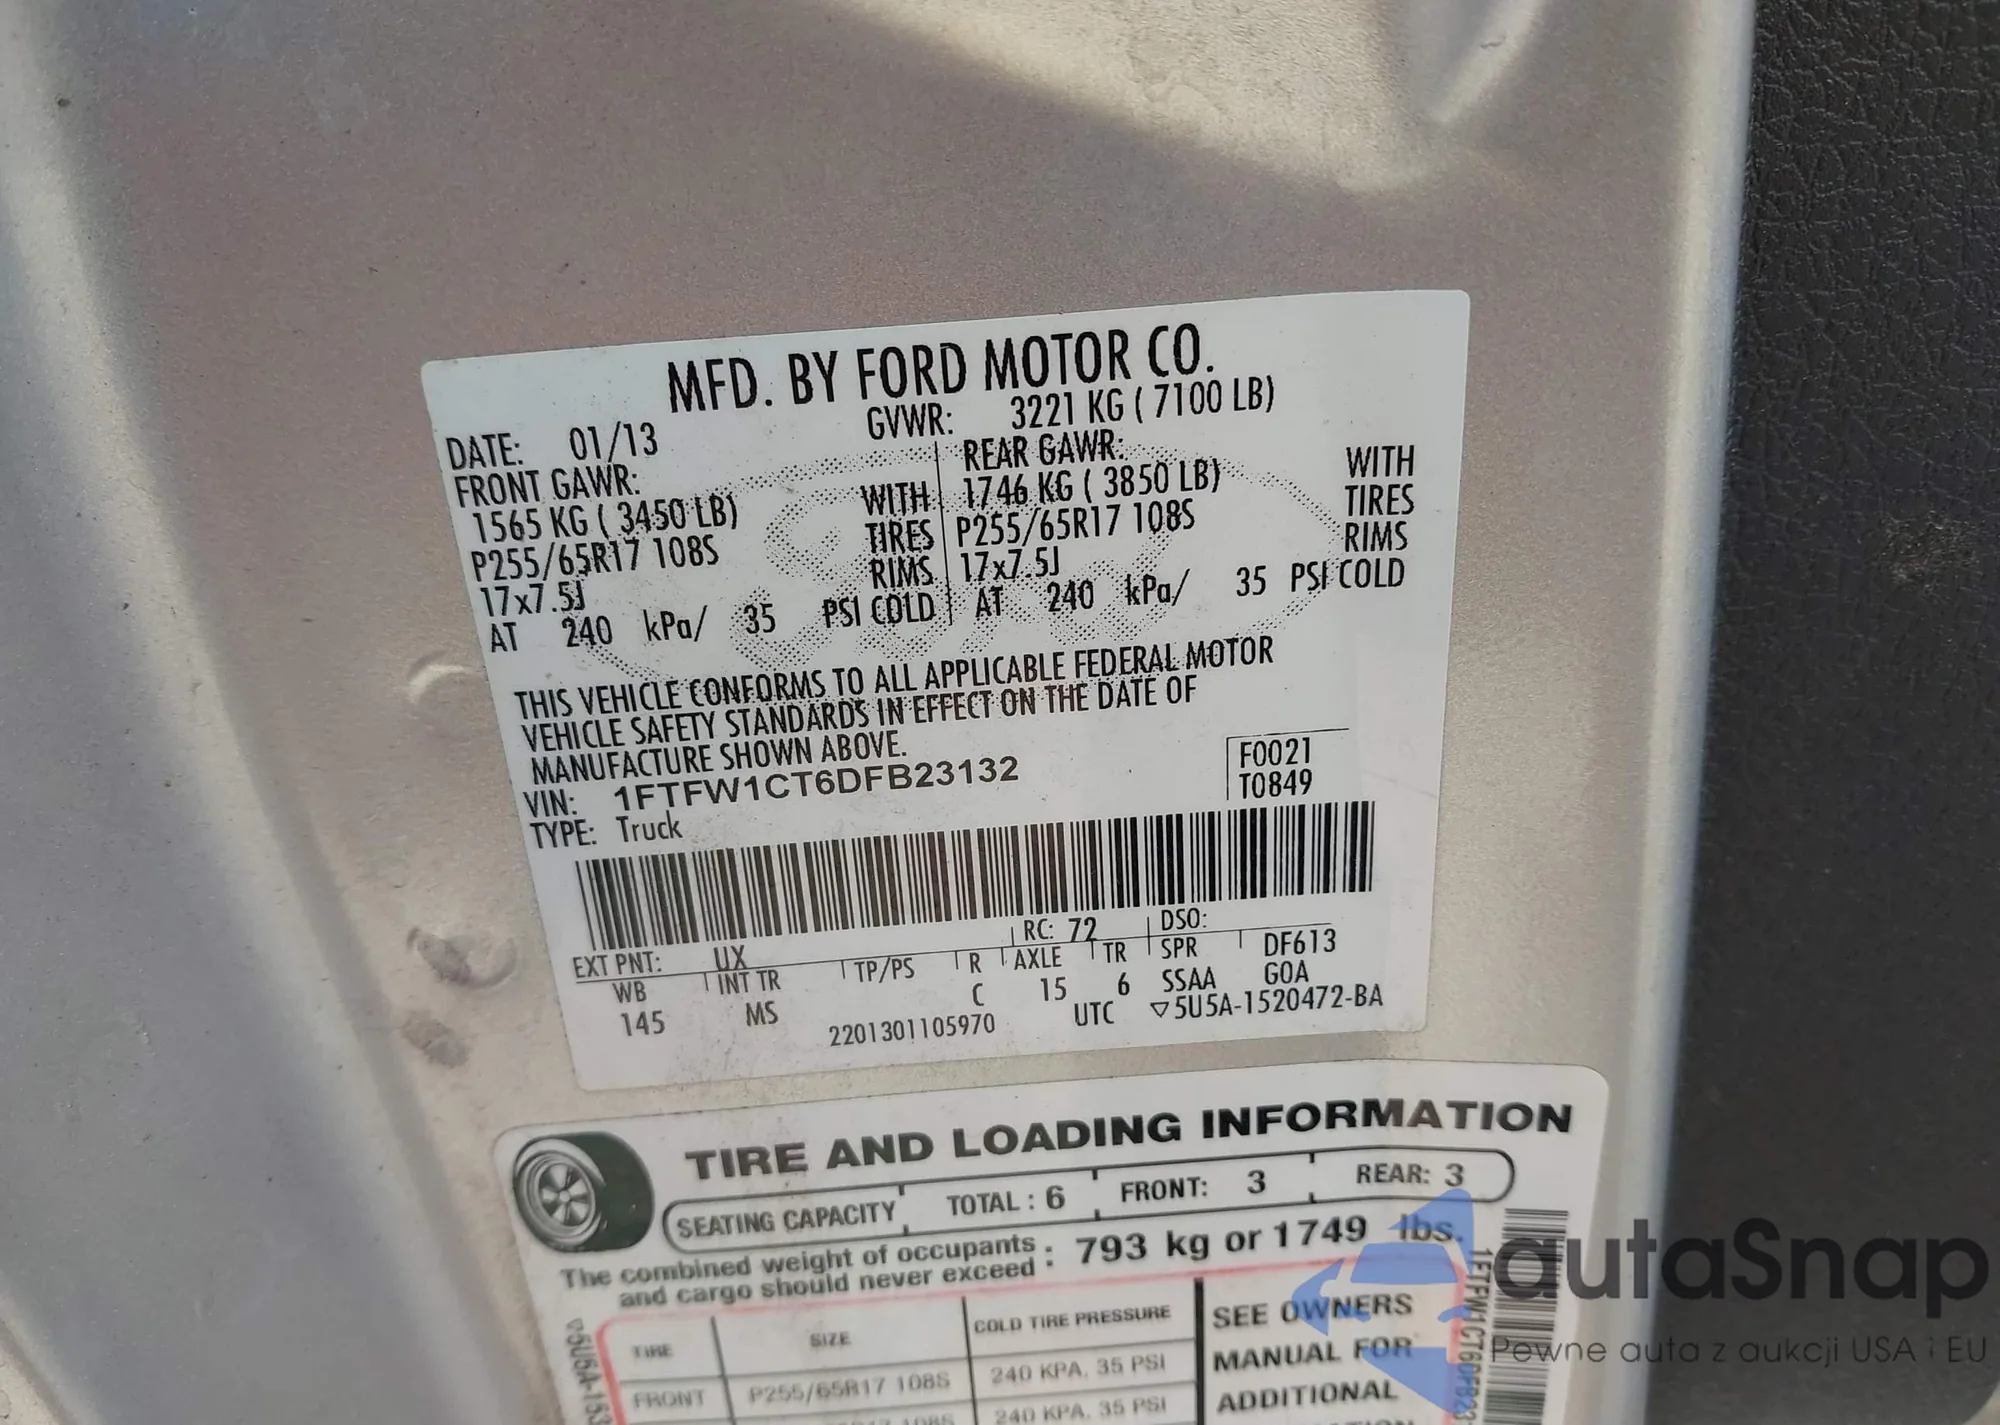 MFD. BY FORD MOTOR CO.
DATE: 01/13 GVWR: 3221 KG ( 7100 LB)
FRONT GAWR: REAR GAWR:
1565 KG ( 3450 LB) WITH 1746 KG ( 3850 LB) WITH
P255/65R17 108S TIRES P255/65R17 108S TIRES
17x7.5J RIMS 17x7.5J RIMS
AT 240 kPa/ 35 PSI COLD AT 240 kPa/ 35 PSI COLD
THIS VEHICLE CONFORMS TO ALL APPLICABLE FEDERAL MOTOR
VEHICLE SAFETY STANDARDS IN EFFECT ON THE DATE OF
MANUFACTURE SHOWN ABOVE.
VIN: 1FTFW1CT6DFB23132 F0021
TYPE: Truck T0849
EXT PNT: UX RC: 72 DSO:
WB INT TR TP/PS R AXLE TR SPR DF613
145 MS C 15 6 SSAA GOA
2201301105970 UTC ▽5U5A-1520472-BA
TIRE AND LOADING INFORMATION
SEATING CAPACITY TOTAL : 6 FRONT: 3 REAR: 3
The combined weight of occupants
and cargo should never exceed : 793 kg or 1749 lbs.
TIRE SIZE COLD TIRE PRESSURE
FRONT P255/65R17 108S 240 KPA, 35 PSI
240 KPA, 35 PSI
SEE OWNERS
MANUAL FOR
ADDITIONAL
autaSnap
Pewne auta z aukcji USA i EU